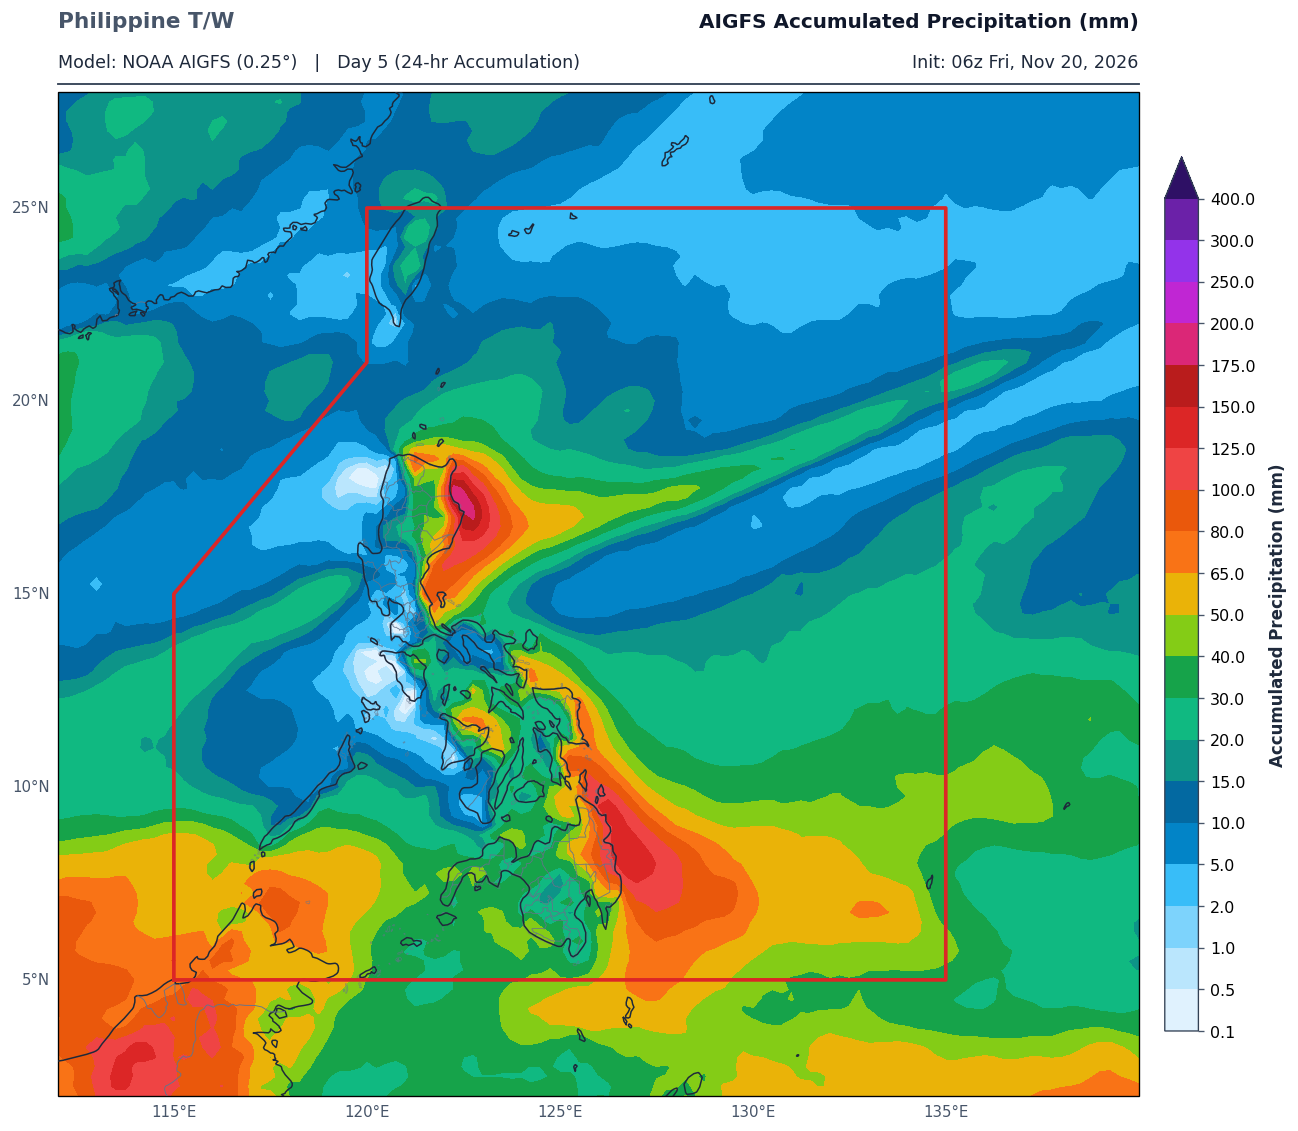 Philippine T/W
AIGFS Accumulated Precipitation (mm)
Model: NOAA AIGFS (0.25°)   |   Day 5 (24-hr Accumulation)
Init: 06z Fri, Nov 20, 2026
25°N
20°N
15°N
10°N
5°N
115°E
120°E
125°E
130°E
135°E
400.0
300.0
250.0
200.0
175.0
150.0
125.0
100.0
80.0
65.0
50.0
40.0
30.0
20.0
15.0
10.0
5.0
2.0
1.0
0.5
0.1
Accumulated Precipitation (mm)